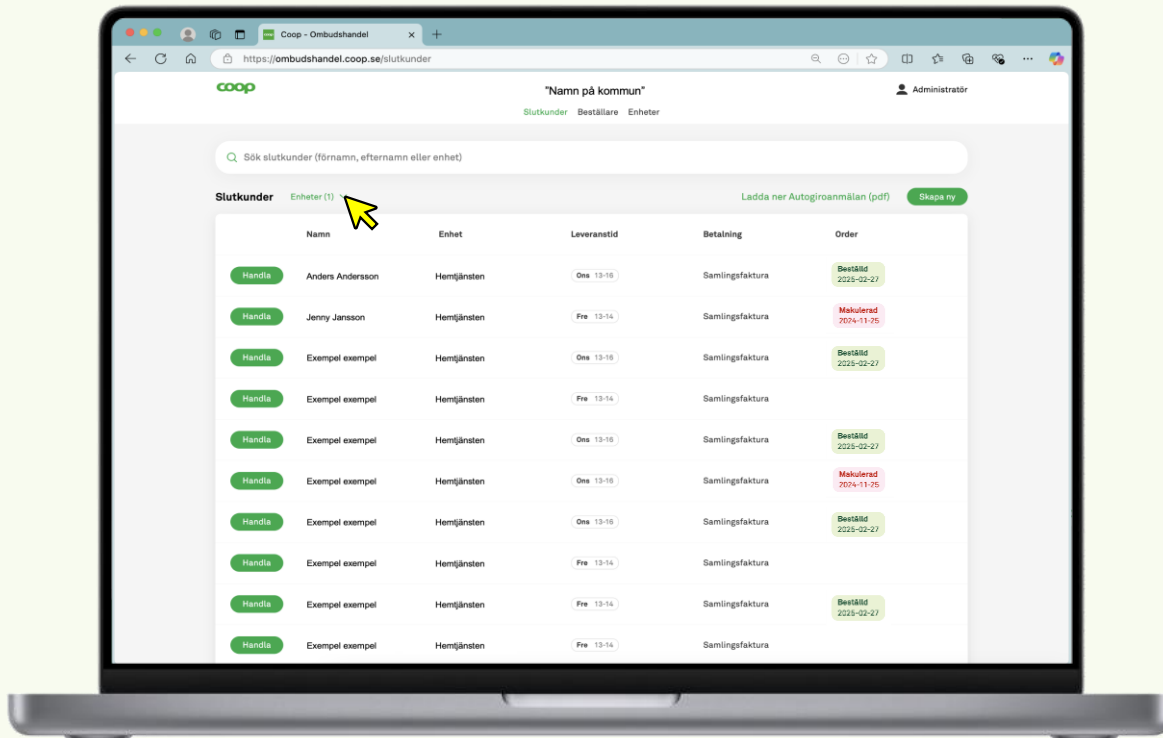 Coop - Ombudshandel
https://ombudshandel.coop.se/slutkunder
coop
"Namn på kommun"
Administratör
Slutkunder Beställare Enheter
Sök slutkunder (förnamn, efternamn eller enhet)
Slutkunder Enheter (1) Ladda ner Autogiroanmälan (pdf) Skapa ny
Namn Enhet Leveranstid Betalning Order
Handla Anders Andersson Hemtjänsten Ons 13-16 Samlingsfaktura Beställd
2025-02-27
Handla Jenny Jansson Hemtjänsten Fre 13-14 Samlingsfaktura Makulerad
2024-11-25
Handla Exempel exempel Hemtjänsten Ons 13-16 Samlingsfaktura Beställd
2025-02-27
Handla Exempel exempel Hemtjänsten Fre 13-14 Samlingsfaktura
Handla Exempel exempel Hemtjänsten Ons 13-16 Samlingsfaktura Beställd
2025-02-27
Handla Exempel exempel Hemtjänsten Ons 13-16 Samlingsfaktura Makulerad
2024-11-25
Handla Exempel exempel Hemtjänsten Ons 13-16 Samlingsfaktura Beställd
2025-02-27
Handla Exempel exempel Hemtjänsten Fre 13-14 Samlingsfaktura
Handla Exempel exempel Hemtjänsten Fre 13-14 Samlingsfaktura Beställd
2025-02-27
Handla Exempel exempel Hemtjänsten Fre 13-14 Samlingsfaktura